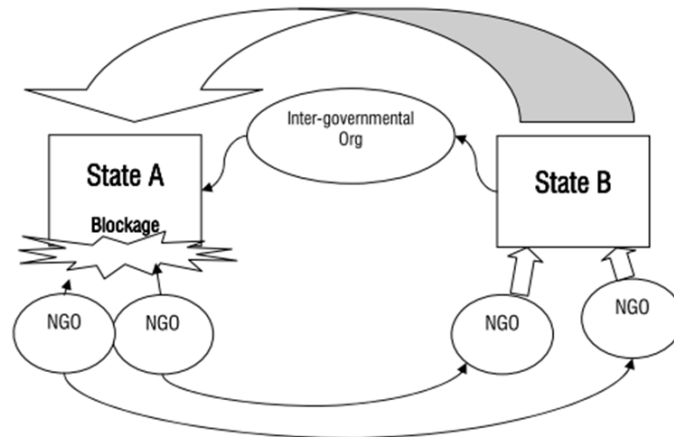 Inter-governmental
Org
State A
Blockage
State B
NGO
NGO
NGO
NGO